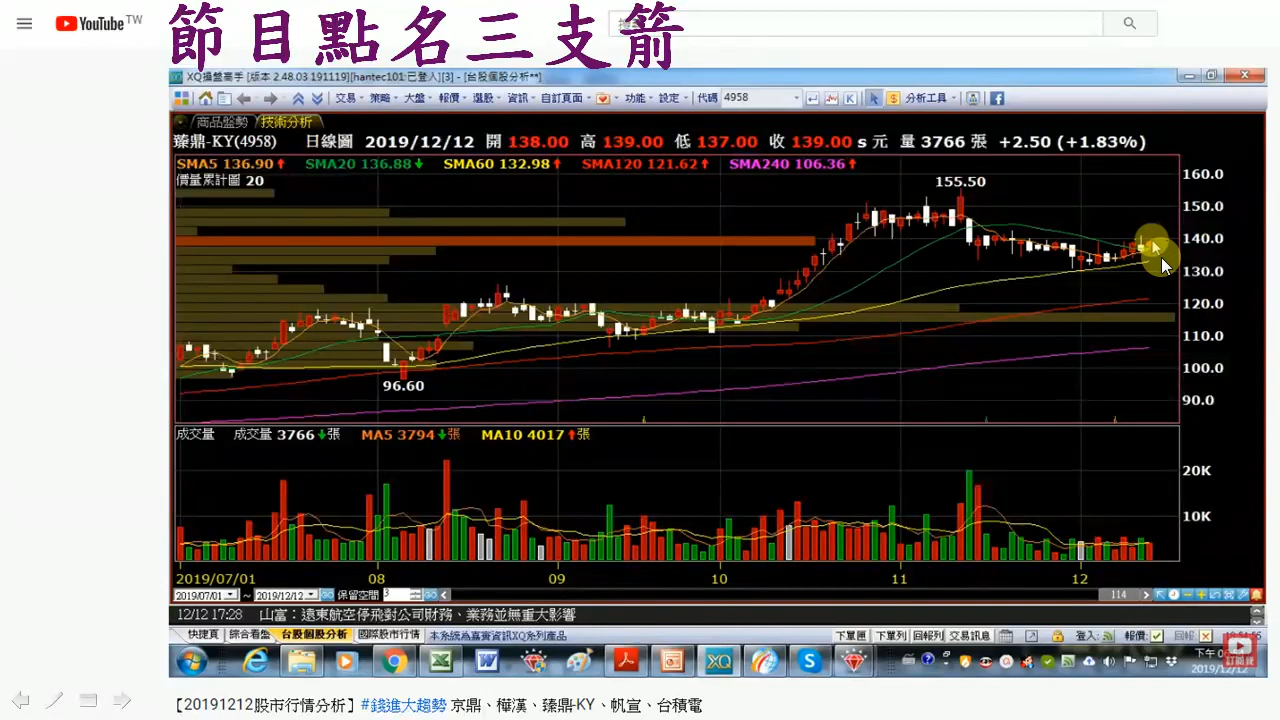 YouTube TW
節目點名三支箭
XQ操盤高手 [版本 2.48.03 191119][hantec101:已登入][3] - [台股個股分析**]
交易 策略 大盤 報價 選股 資訊 自訂頁面 功能 設定 代碼 4958 K 分析工具
商品盤勢 技術分析
臻鼎-KY(4958) 日線圖 2019/12/12 開 138.00 高 139.00 低 137.00 收 139.00 s 元 量 3766 張 +2.50 (+1.83%)
SMA5 136.90 SMA20 136.88 SMA60 132.98 SMA120 121.62 SMA240 106.36
價量累計圖 20
155.50
160.0
150.0
140.0
130.0
120.0
110.0
100.0
90.0
96.60
成交量 成交量 3766 張 MA5 3794 張 MA10 4017 張
20K
10K
2019/07/01 08 09 10 11 12
2019/07/01 ~ 2019/12/12 GO 保留空間 3 GO 114
12/12 17:28 山富：遠東航空停飛對公司財務、業務並無重大影響
快捷頁 綜合看盤 台股個股分析 國際股市行情 本系統為嘉實資訊XQ系列產品 下單匣 下單列 回報列 交易訊息 登入: 報價: 回報:
XQ
訂閱我
2019/12/12
【20191212股市行情分析】#錢進大趨勢 京鼎、樺漢、臻鼎-KY、帆宣、台積電